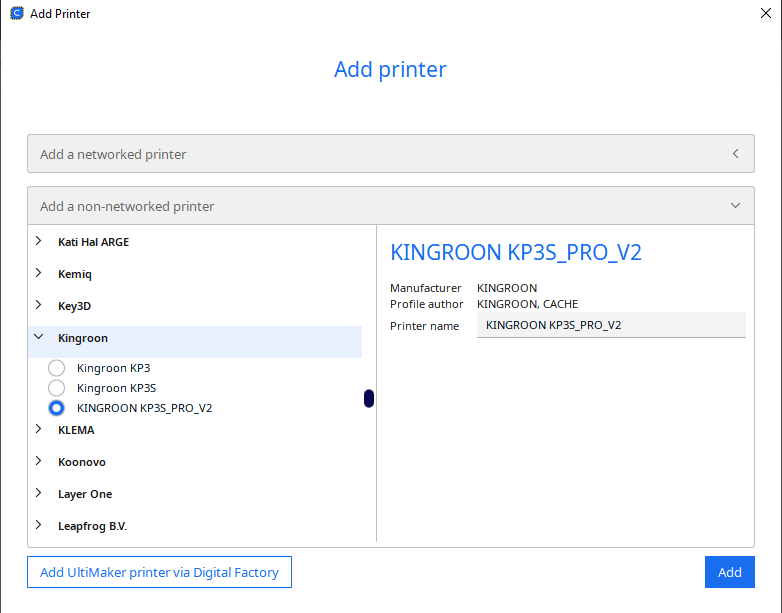 Add Printer
Add printer
Add a networked printer
Add a non-networked printer
Kati Hal ARGE
Kemiq
Key3D
Kingroon
Kingroon KP3
Kingroon KP3S
KINGROON KP3S_PRO_V2
KLEMA
Koonovo
Layer One
Leapfrog B.V.
KINGROON KP3S_PRO_V2
Manufacturer KINGROON
Profile author KINGROON, CACHE
Printer name KINGROON KP3S_PRO_V2
Add UltiMaker printer via Digital Factory
Add